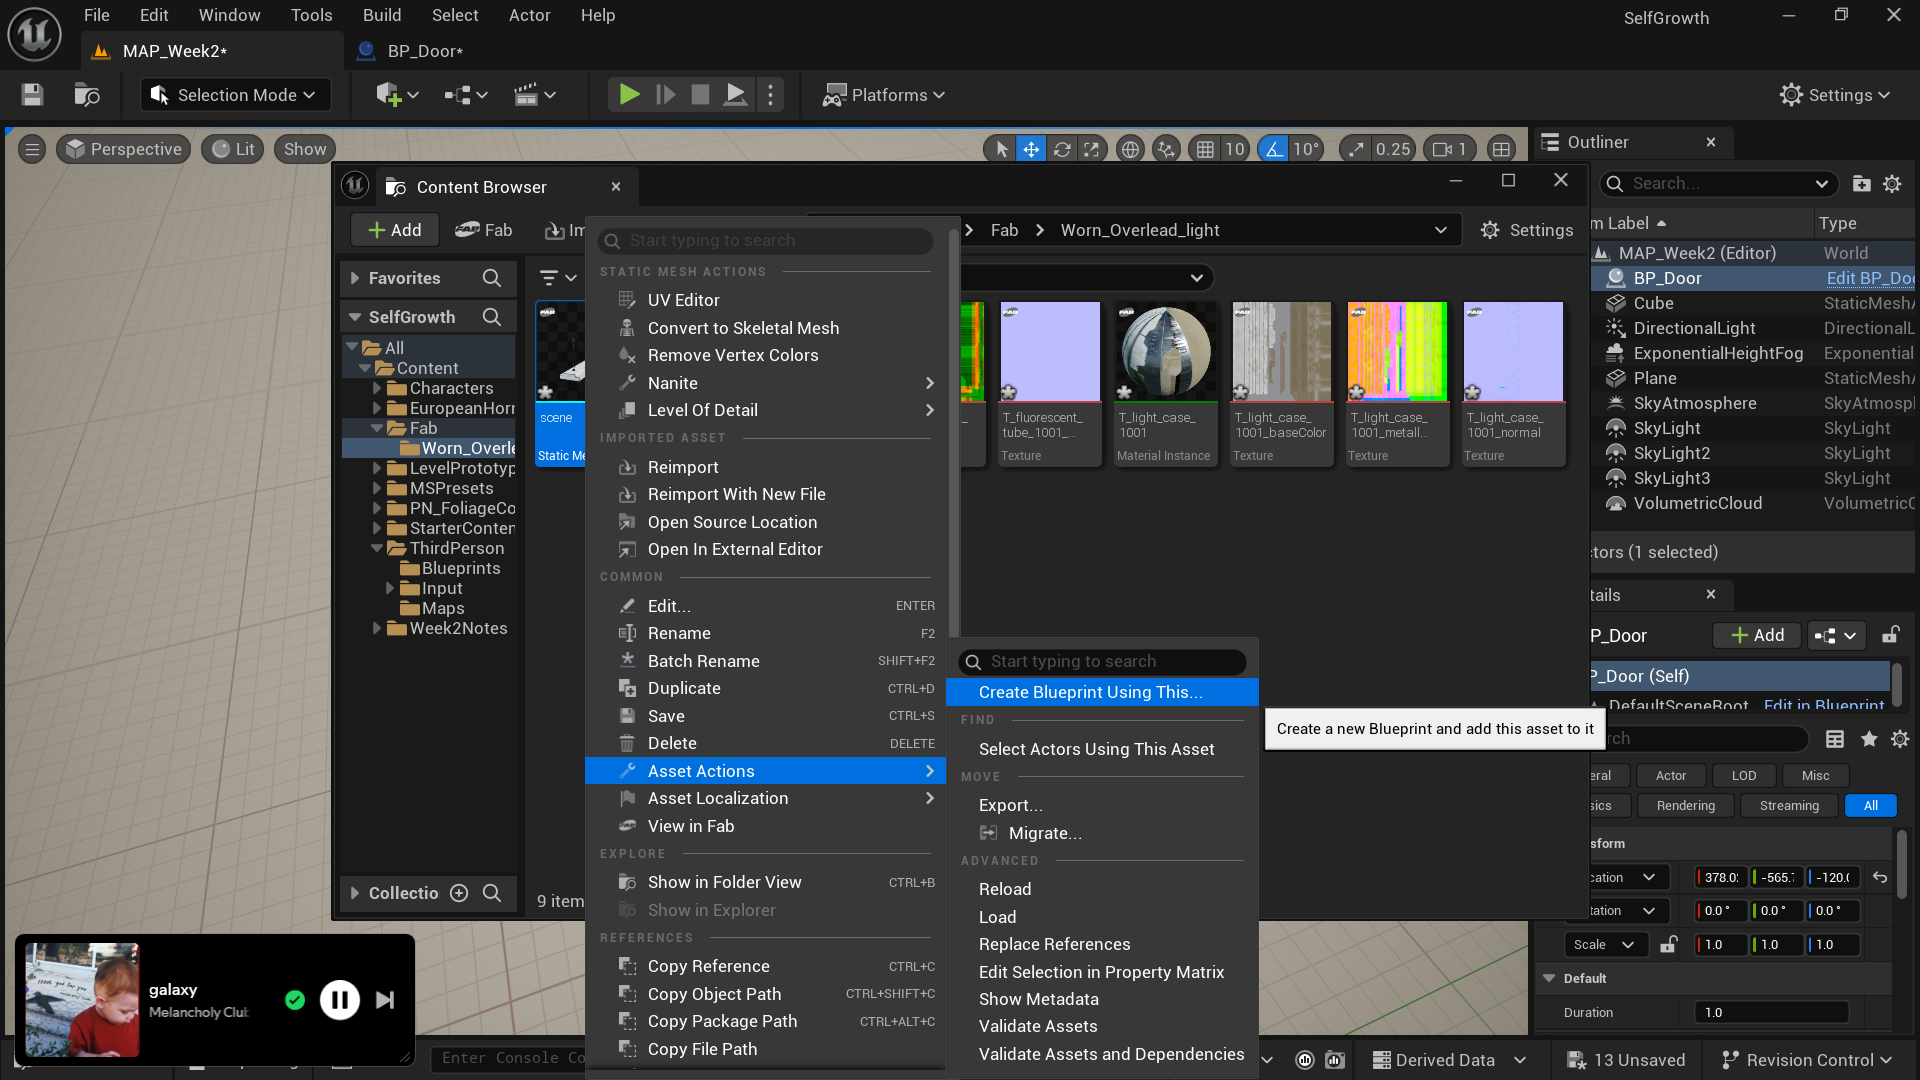 File Edit Window Tools Build Select Actor Help
SelfGrowth
MAP_Week2*
BP_Door*
Selection Mode
Platforms
Settings
Perspective
Lit
Show
10
10°
0.25
1
Outliner
Content Browser
Search...
Add
Fab
Fab
Worn_Overlead_light
Settings
m Label
Type
Start typing to search
STATIC MESH ACTIONS
UV Editor
Convert to Skeletal Mesh
Remove Vertex Colors
Nanite
Level Of Detail
IMPORTED ASSET
Reimport
Reimport With New File
Open Source Location
Open In External Editor
COMMON
Edit... ENTER
Rename F2
Batch Rename SHIFT+F2
Duplicate CTRL+D
Save CTRL+S
Delete DELETE
Asset Actions
Asset Localization
View in Fab
EXPLORE
Show in Folder View CTRL+B
Show in Explorer
REFERENCES
Copy Reference CTRL+C
Copy Object Path CTRL+SHIFT+C
Copy Package Path CTRL+ALT+C
Copy File Path
Favorites
SelfGrowth
All
Content
Characters
EuropeanHorr
Fab
Worn_Overle
LevelPrototyp
MSPresets
PN_FoliageCo
StarterConten
ThirdPerson
Blueprints
Input
Maps
Week2Notes
Collectio
9 item
scene
Static Me
T_fluorescent_
tube_1001_...
Texture
T_light_case_
1001
Material Instance
T_light_case_
1001_baseColor
Texture
T_light_case_
1001_metall...
Texture
T_light_case_
1001_normal
Texture
Start typing to search
Create Blueprint Using This...
FIND
Select Actors Using This Asset
MOVE
Export...
Migrate...
ADVANCED
Reload
Load
Replace References
Edit Selection in Property Matrix
Show Metadata
Validate Assets
Validate Assets and Dependencies
Create a new Blueprint and add this asset to it
MAP_Week2 (Editor) World
BP_Door Edit BP_Doo
Cube StaticMeshA
DirectionalLight DirectionalL
ExponentialHeightFog Exponential
Plane StaticMeshA
SkyAtmosphere SkyAtmosp
SkyLight SkyLight
SkyLight2 SkyLight
SkyLight3 SkyLight
VolumetricCloud VolumetricC
tors (1 selected)
tails
P_Door
Add
P_Door (Self)
DefaultSceneRoot Edit in Blueprint
rch
eral Actor LOD Misc
sics Rendering Streaming All
sform
cation 378.0 -565. -120.
tation 0.0 ° 0.0 ° 0.0 °
Scale 1.0 1.0 1.0
Default
Duration 1.0
galaxy
Melancholy Club
Enter Console Co
Derived Data
13 Unsaved
Revision Control